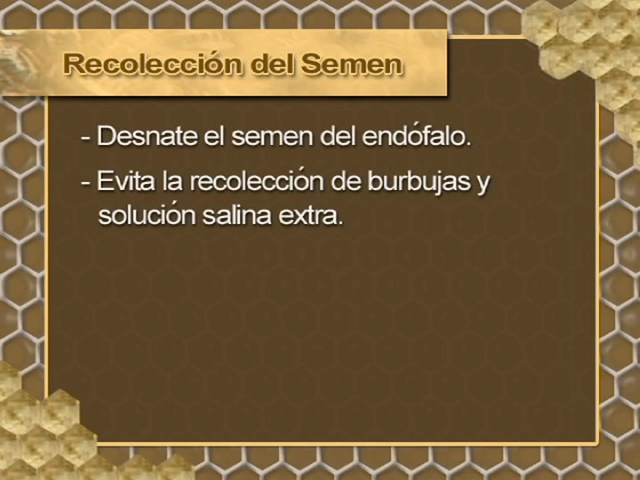 Recolección del Semen
- Desnate el semen del endófalo.
- Evita la recolección de burbujas y
solución salina extra.